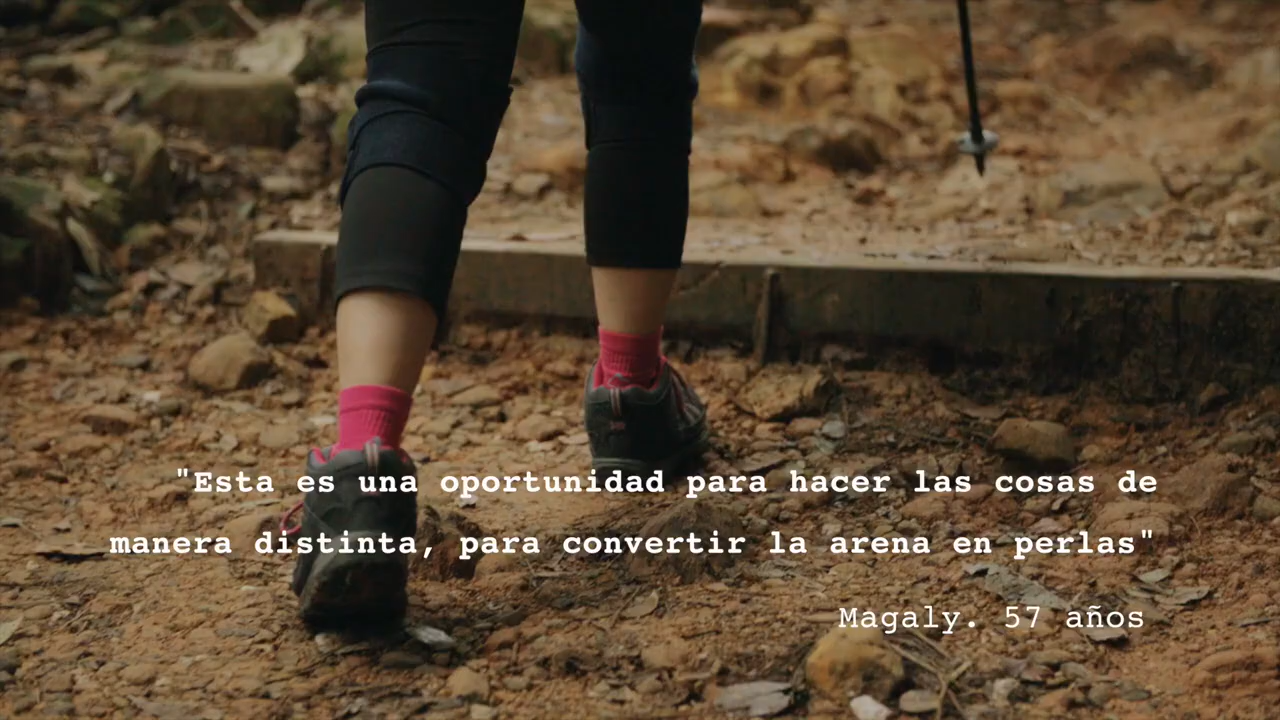 "Esta es una oportunidad para hacer las cosas de
manera distinta, para convertir la arena en perlas"
Magaly. 57 años